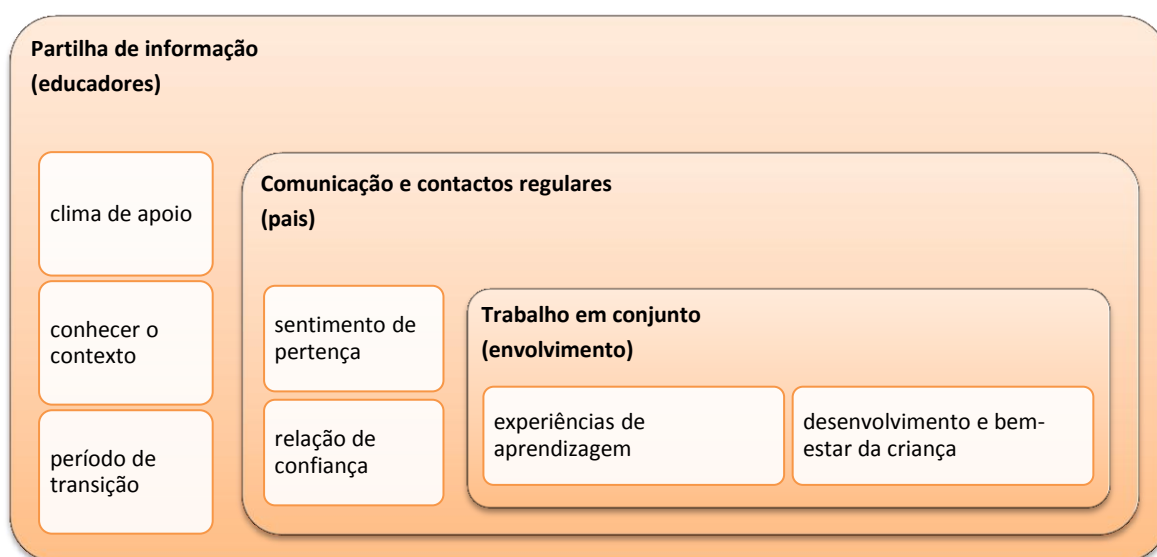 Partilha de informação
(educadores)
clima de apoio
conhecer o
contexto
período de
transição
Comunicação e contactos regulares
(pais)
sentimento de
pertença
relação de
confiança
Trabalho em conjunto
(envolvimento)
experiências de
aprendizagem
desenvolvimento e bem-
estar da criança